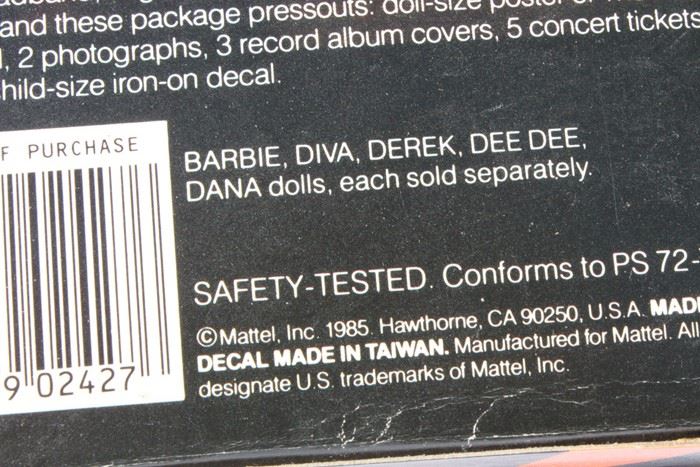 and these package pressouts: doll-size poster
, 2 photographs, 3 record album covers, 5 concert tickets
hild-size iron-on decal.
F PURCHASE
BARBIE, DIVA, DEREK, DEE DEE,
DANA dolls, each sold separately.
SAFETY-TESTED. Conforms to PS 72-
©Mattel, Inc. 1985. Hawthorne, CA 90250, U.S.A. MAD
DECAL MADE IN TAIWAN. Manufactured for Mattel. All
designate U.S. trademarks of Mattel, Inc.
9 02427